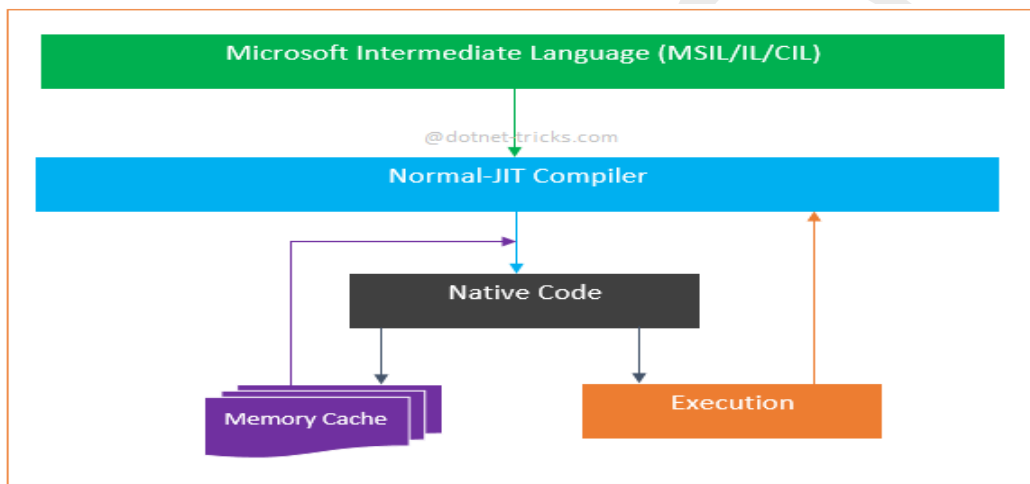 Microsoft Intermediate Language (MSIL/IL/CIL)
@dotnet-tricks.com
Normal-JIT Compiler
Native Code
Memory Cache
Execution